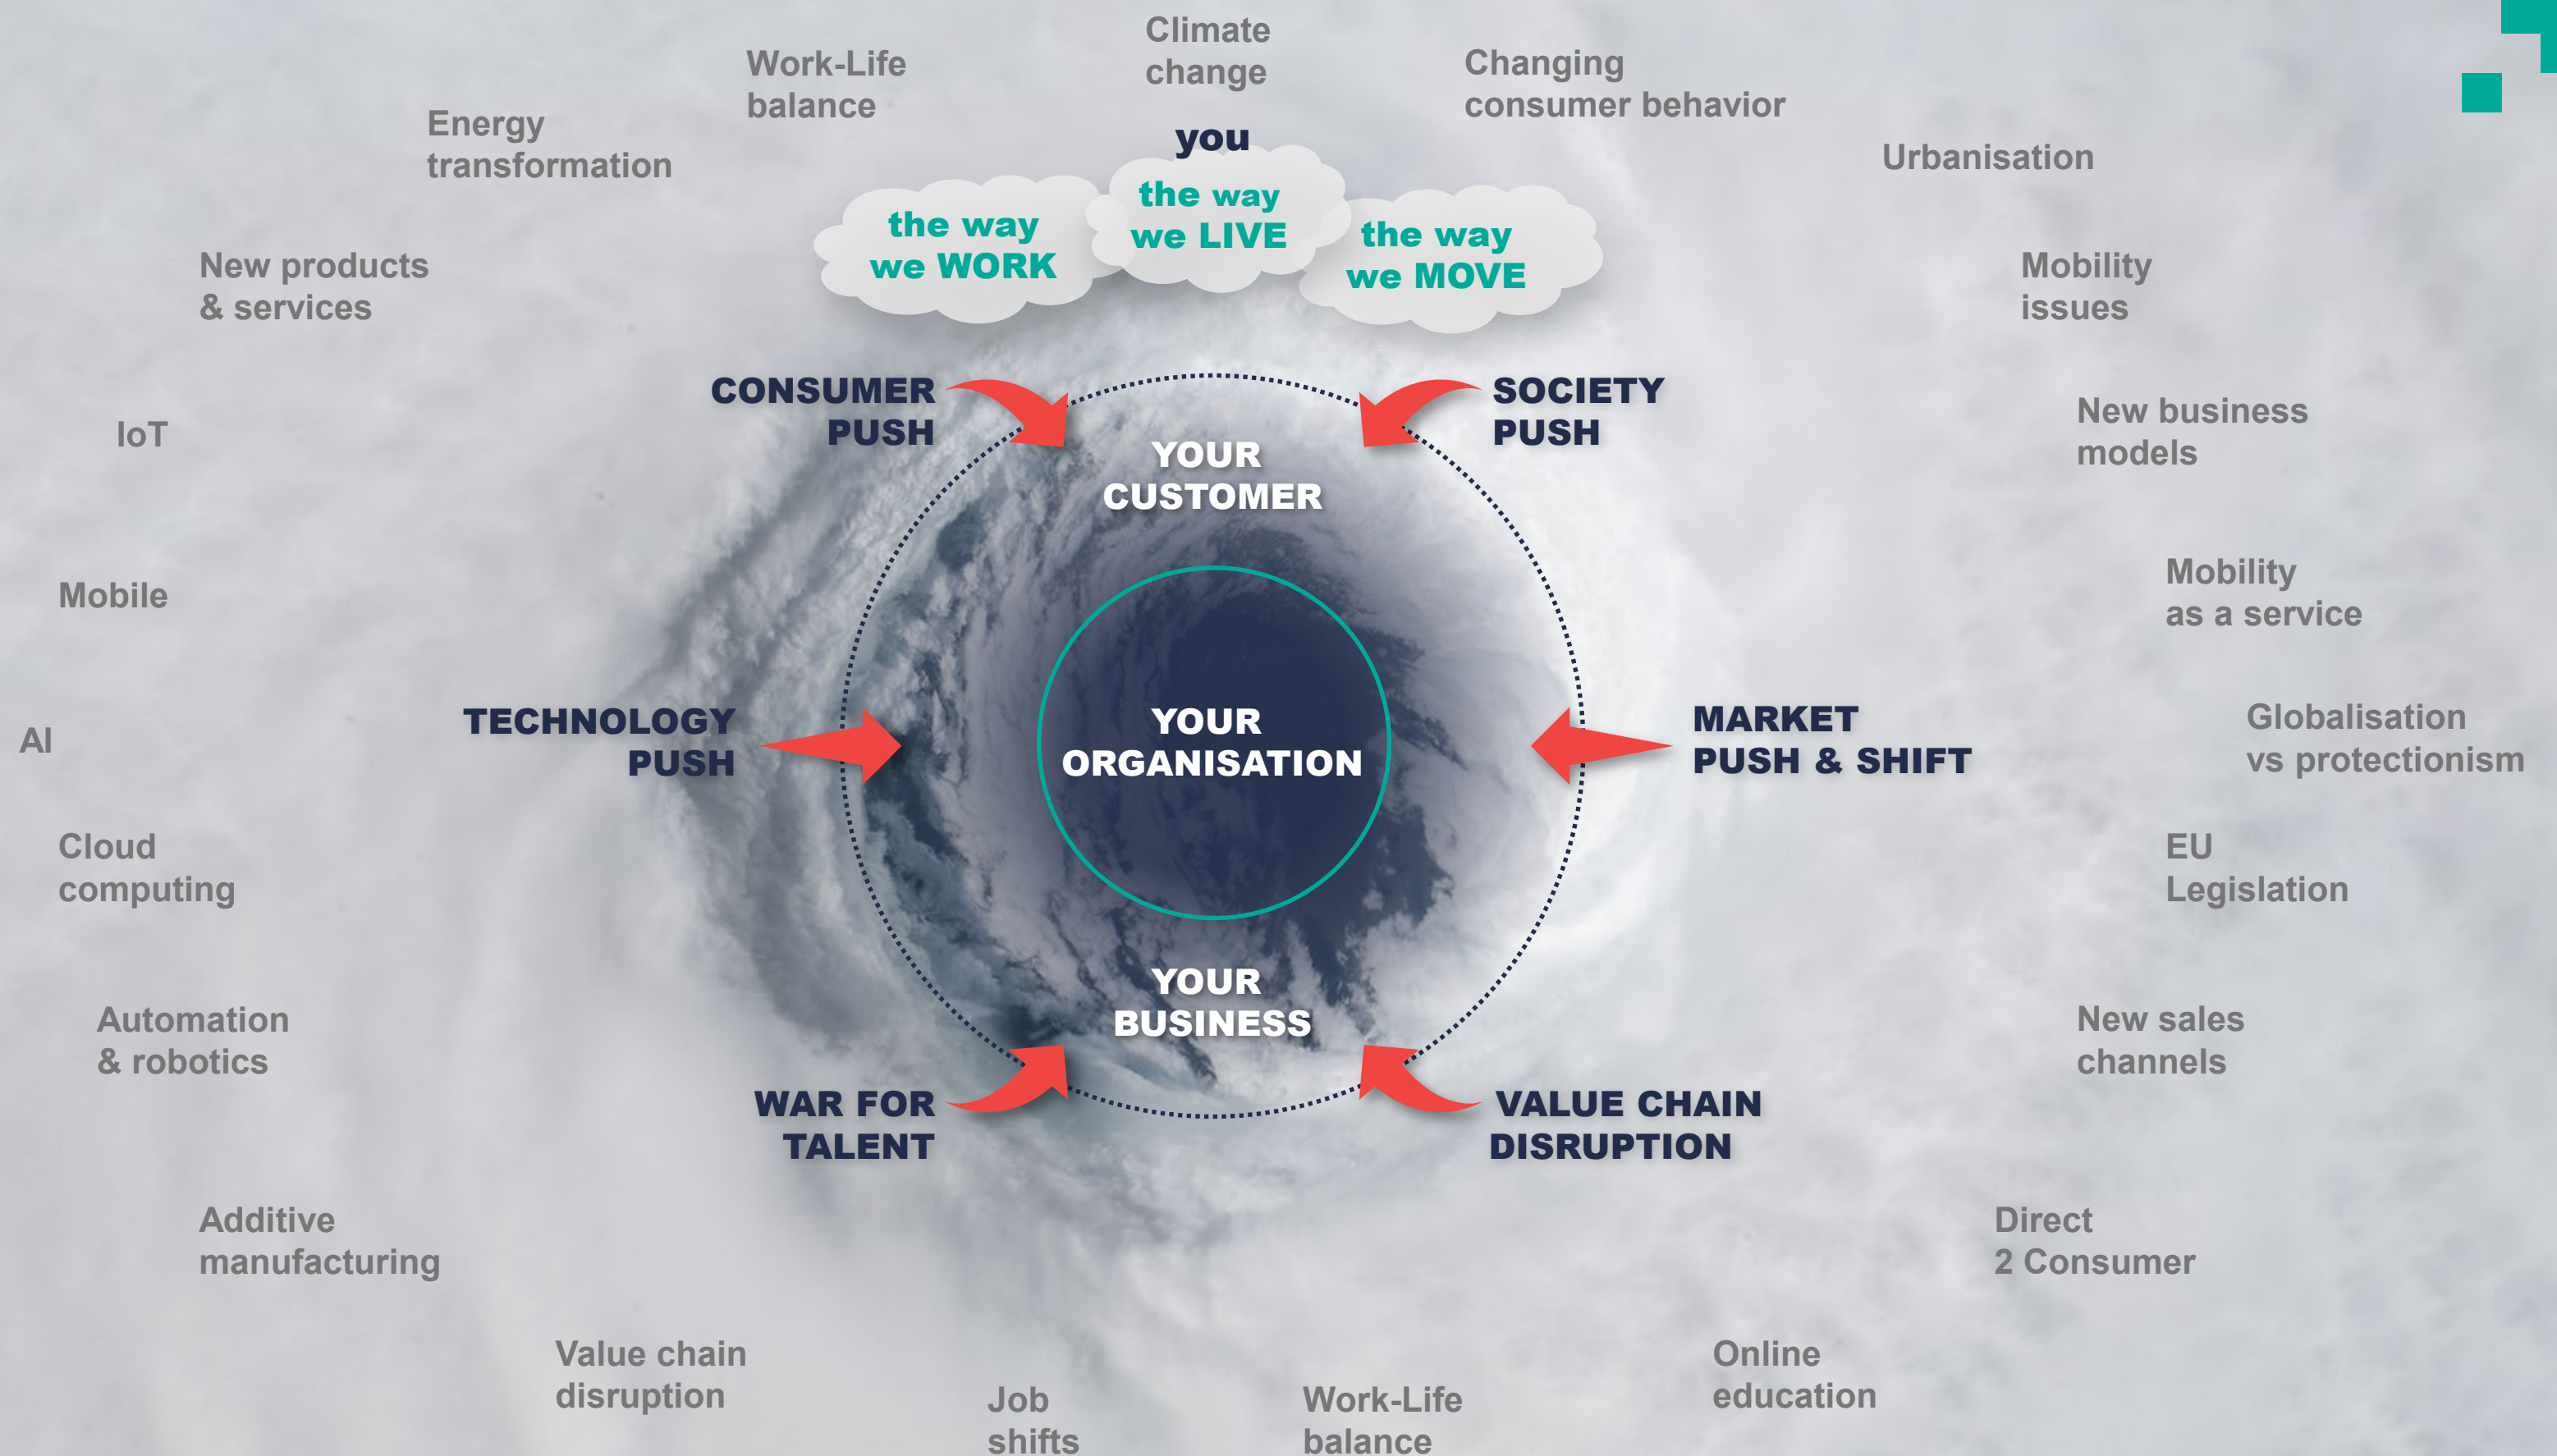 Climate
change
Work-Life
balance
Changing
consumer behavior
Energy
transformation
you
Urbanisation
the way
we WORK
the way
we LIVE
the way
we MOVE
New products
& services
Mobility
issues
CONSUMER
PUSH
SOCIETY
PUSH
New business
models
IoT
YOUR
CUSTOMER
Mobile
Mobility
as a service
TECHNOLOGY
PUSH
YOUR
ORGANISATION
MARKET
PUSH & SHIFT
Globalisation
vs protectionism
AI
Cloud
computing
EU
Legislation
YOUR
BUSINESS
Automation
& robotics
New sales
channels
WAR FOR
TALENT
VALUE CHAIN
DISRUPTION
Additive
manufacturing
Direct
2 Consumer
Value chain
disruption
Online
education
Job
shifts
Work-Life
balance